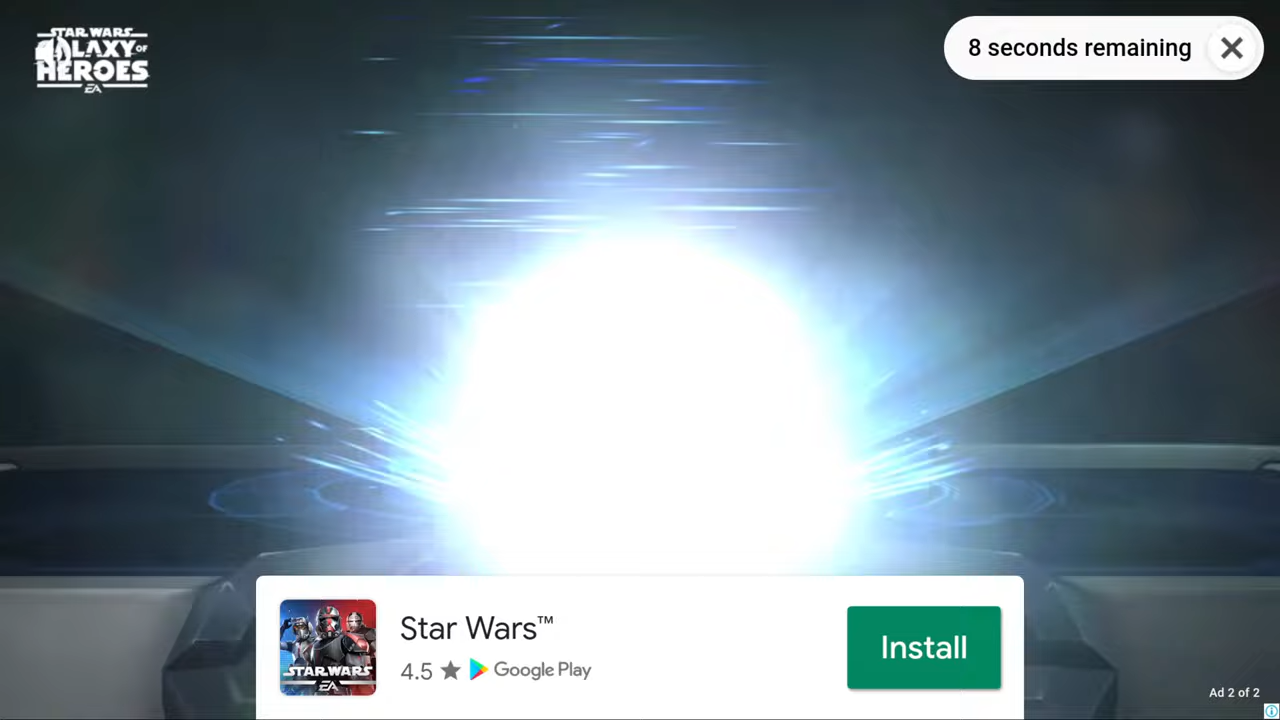 STAR WARS
GALAXY OF
HEROES
EA
8 seconds remaining
STAR WARS
EA
Star Wars™
4.5 ★ Google Play
Install
Ad 2 of 2